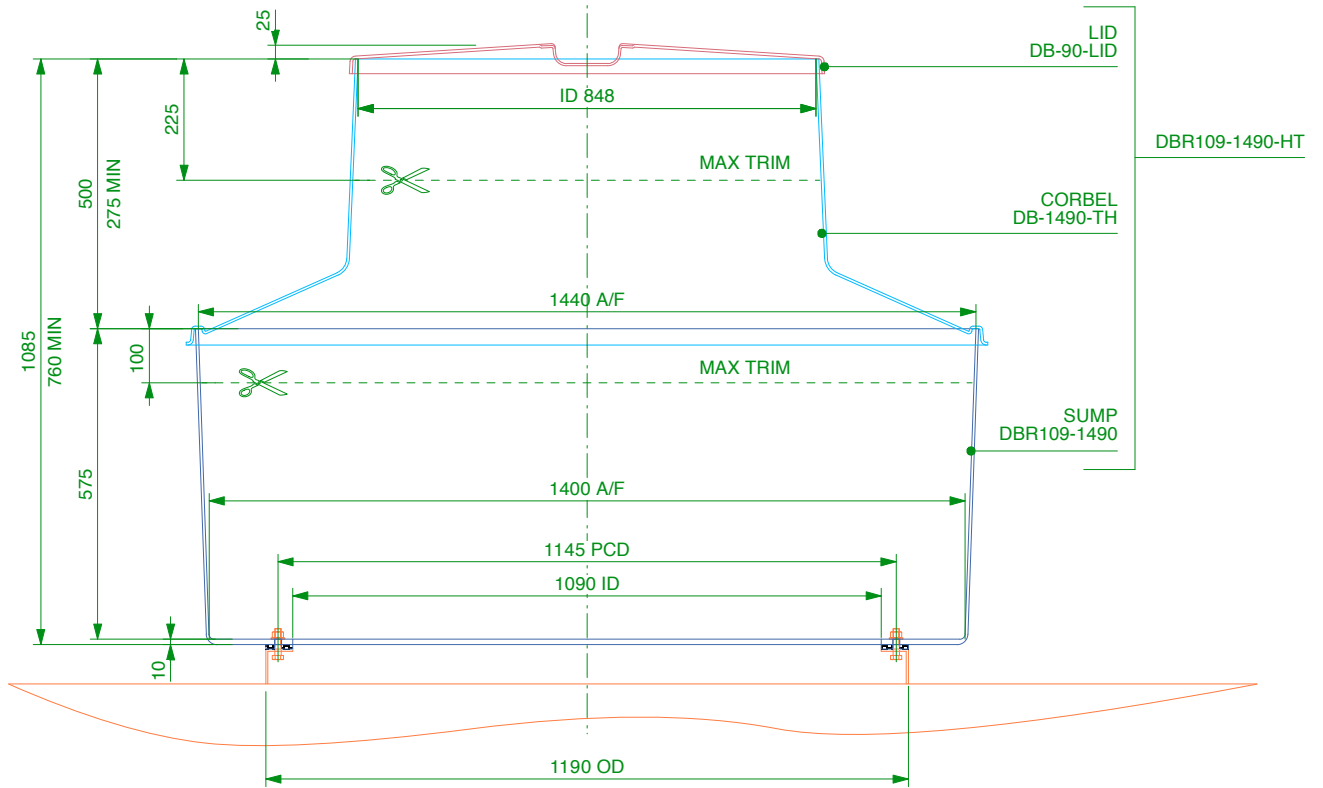 25
LID
DB-90-LID
ID 848
225
DBR109-1490-HT
MAX TRIM
500
275 MIN
CORBEL
DB-1490-TH
1440 A/F
1085
760 MIN
100
MAX TRIM
SUMP
DBR109-1490
575
1400 A/F
1145 PCD
1090 ID
10
1190 OD